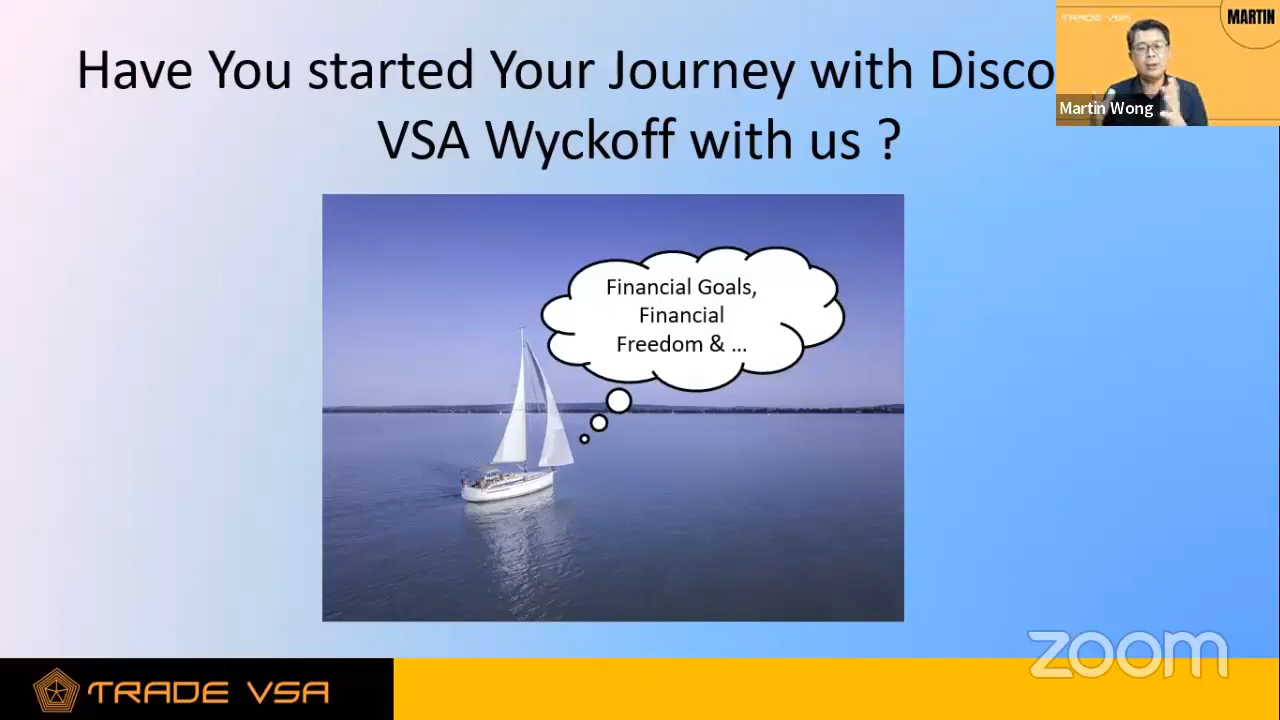 Have You started Your Journey with Disco
VSA Wyckoff with us ?
TRADE VSA
MARTIN
Martin Wong
Financial Goals,
Financial
Freedom & ...
zoom
TRADE VSA